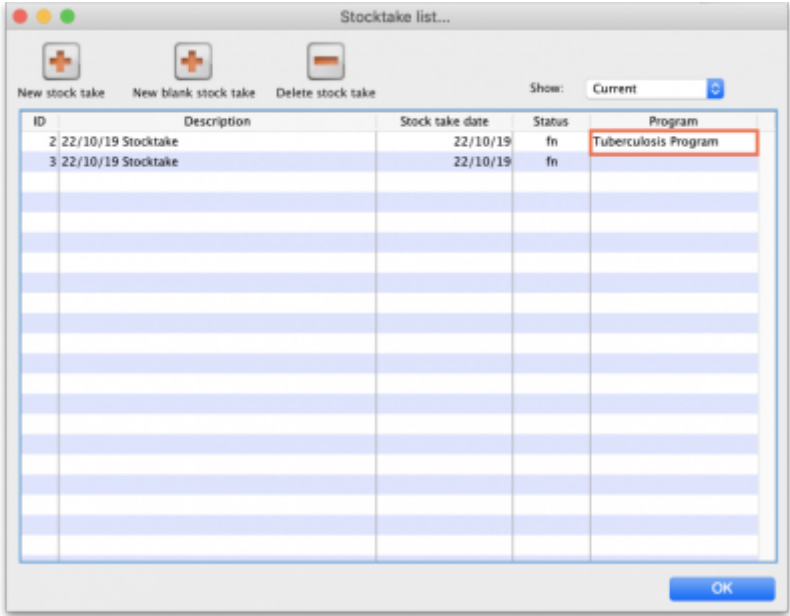 Stocktake list...
New stock take New blank stock take Delete stock take Show: Current
ID Description Stock take date Status Program
2 22/10/19 Stocktake 22/10/19 fn Tuberculosis Program
3 22/10/19 Stocktake 22/10/19 fn
OK